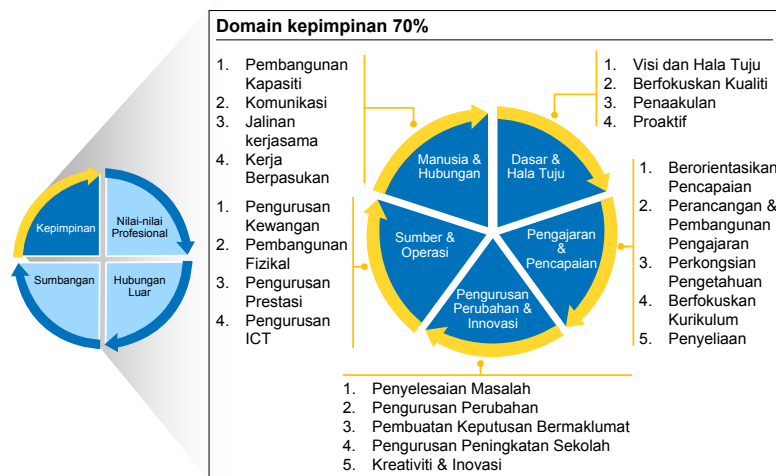 Domain kepimpinan 70%
1. Pembangunan
Kapasiti
2. Komunikasi
3. Jalinan
kerjasama
4. Kerja
Berpasukan
1. Visi dan Hala Tuju
2. Berfokuskan Kualiti
3. Penaakulan
4. Proaktif
Manusia &
Hubungan
Dasar &
Hala Tuju
Sumber &
Operasi
Pengajaran
&
Pencapaian
Pengurusan
Perubahan &
Innovasi
1. Pengurusan
Kewangan
2. Pembangunan
Fizikal
3. Pengurusan
Prestasi
4. Pengurusan
ICT
1. Berorientasikan
Pencapaian
2. Perancangan &
Pembangunan
Pengajaran
3. Perkongsian
Pengetahuan
4. Berfokuskan
Kurikulum
5. Penyeliaan
Kepimpinan
Nilai-nilai
Profesional
Sumbangan
Hubungan
Luar
1. Penyelesaian Masalah
2. Pengurusan Perubahan
3. Pembuatan Keputusan Bermaklumat
4. Pengurusan Peningkatan Sekolah
5. Kreativiti & Inovasi